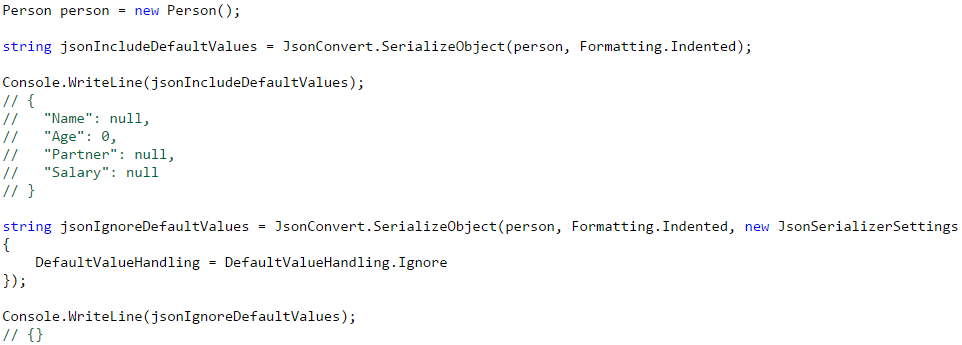 Person person = new Person();
string jsonIncludeDefaultValues = JsonConvert.SerializeObject(person, Formatting.Indented);
Console.WriteLine(jsonIncludeDefaultValues);
// {
//   "Name": null,
//   "Age": 0,
//   "Partner": null,
//   "Salary": null
// }
string jsonIgnoreDefaultValues = JsonConvert.SerializeObject(person, Formatting.Indented, new JsonSerializerSettings
{
    DefaultValueHandling = DefaultValueHandling.Ignore
});
Console.WriteLine(jsonIgnoreDefaultValues);
// {}